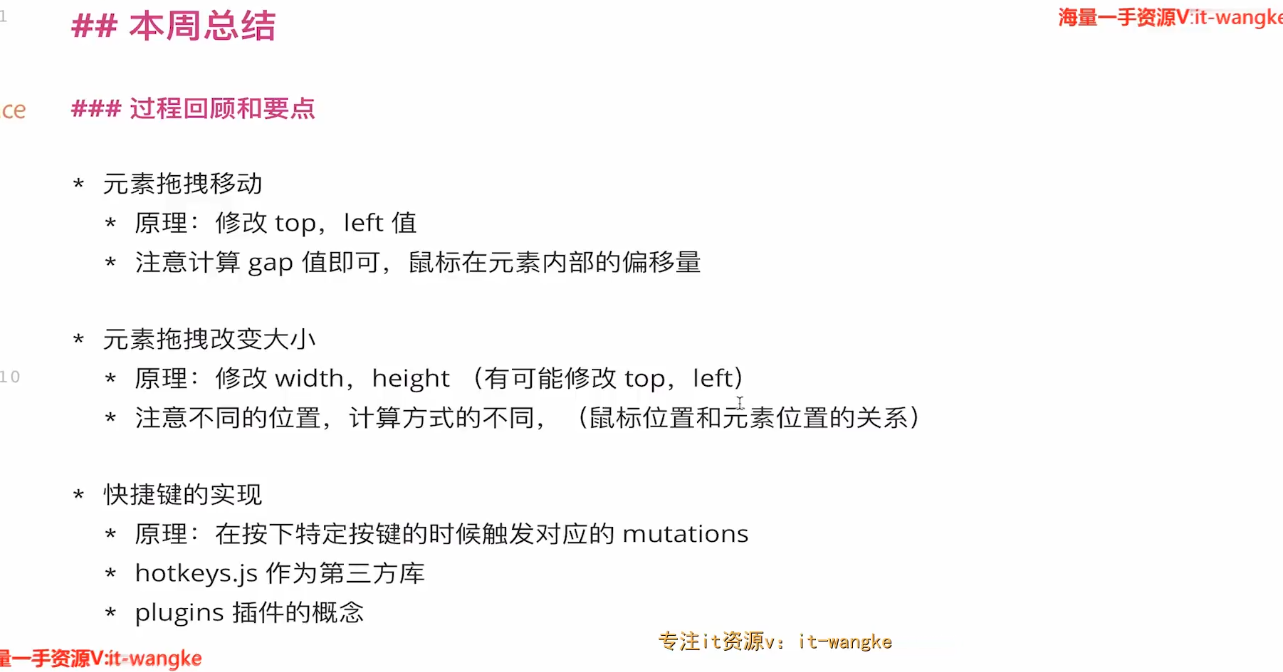 1
## 本周总结
海量一手资源V:it-wangke
ce
### 过程回顾和要点
* 元素拖拽移动
* 原理：修改 top，left 值
* 注意计算 gap 值即可，鼠标在元素内部的偏移量
* 元素拖拽改变大小
10
* 原理：修改 width，height （有可能修改 top，left）
* 注意不同的位置，计算方式的不同，（鼠标位置和元素位置的关系）
* 快捷键的实现
* 原理：在按下特定按键的时候触发对应的 mutations
* hotkeys.js 作为第三方库
* plugins 插件的概念
专注it资源v：it-wangke
量一手资源V:it-wangke